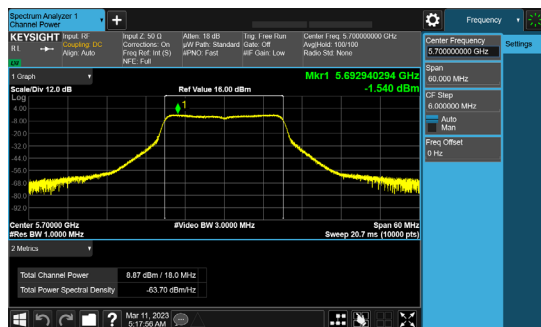 Spectrum Analyzer 1
Channel Power
Frequency
KEYSIGHT
Input: RF
Input Z: 50 Ω
Atten: 18 dB
Trig: Free Run
Center Freq: 5.700000000 GHz
RL
Coupling: DC
Corrections: On
µW Path: Standard
Gate: Off
Avg|Hold: 100/100
Align: Auto
Freq Ref: Int (S)
#PNO: Fast
#IF Gain: Low
Radio Std: None
NFE: Full
Center Frequency
5.700000000 GHz
Settings
Span
60.000 MHz
CF Step
6.000000 MHz
Auto
Man
Freq Offset
0 Hz
1 Graph
Mkr1 5.692940294 GHz
Scale/Div 12.0 dB
Ref Value 16.00 dBm
-1.540 dBm
Log
4.00
1
-8.00
-20.0
-32.0
-44.0
-56.0
-68.0
-80.0
-92.0
Center 5.70000 GHz
#Video BW 3.0000 MHz
Span 60 MHz
#Res BW 1.0000 MHz
Sweep 20.7 ms (10000 pts)
2 Metrics
Total Channel Power
8.87 dBm / 18.0 MHz
Total Power Spectral Density
-63.70 dBm/Hz
?
Mar 11, 2023
5:17:56 AM